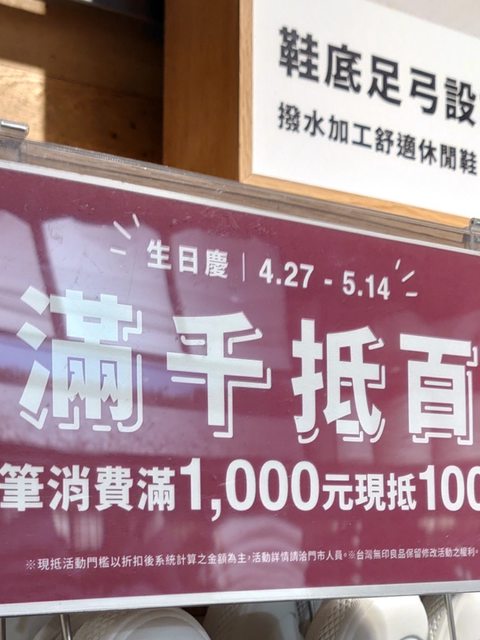 鞋底足弓設
撥水加工舒適休閒鞋
生日慶｜4.27 - 5.14
滿千抵百
筆消費滿1,000元現抵100
※現抵活動門檻以折扣後系統計算之金額為主，活動詳情請洽門市人員。※台灣無印良品保留修改活動之權利。